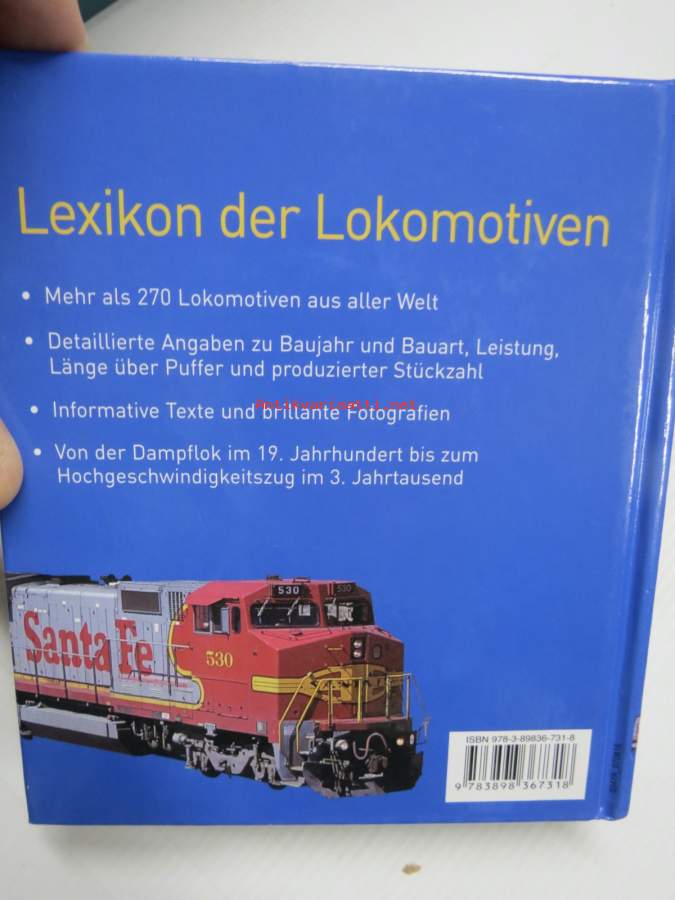 Lexikon der Lokomotiven
• Mehr als 270 Lokomotiven aus aller Welt
• Detaillierte Angaben zu Baujahr und Bauart, Leistung,
Länge über Puffer und produzierter Stückzahl
• Informative Texte und brillante Fotografien
Antikvariaatti.net
• Von der Dampflok im 19. Jahrhundert bis zum
Hochgeschwindigkeitszug im 3. Jahrtausend
530
530
Santa Fe
530
ISBN 978-3-89836-731-8
9 783898 367318